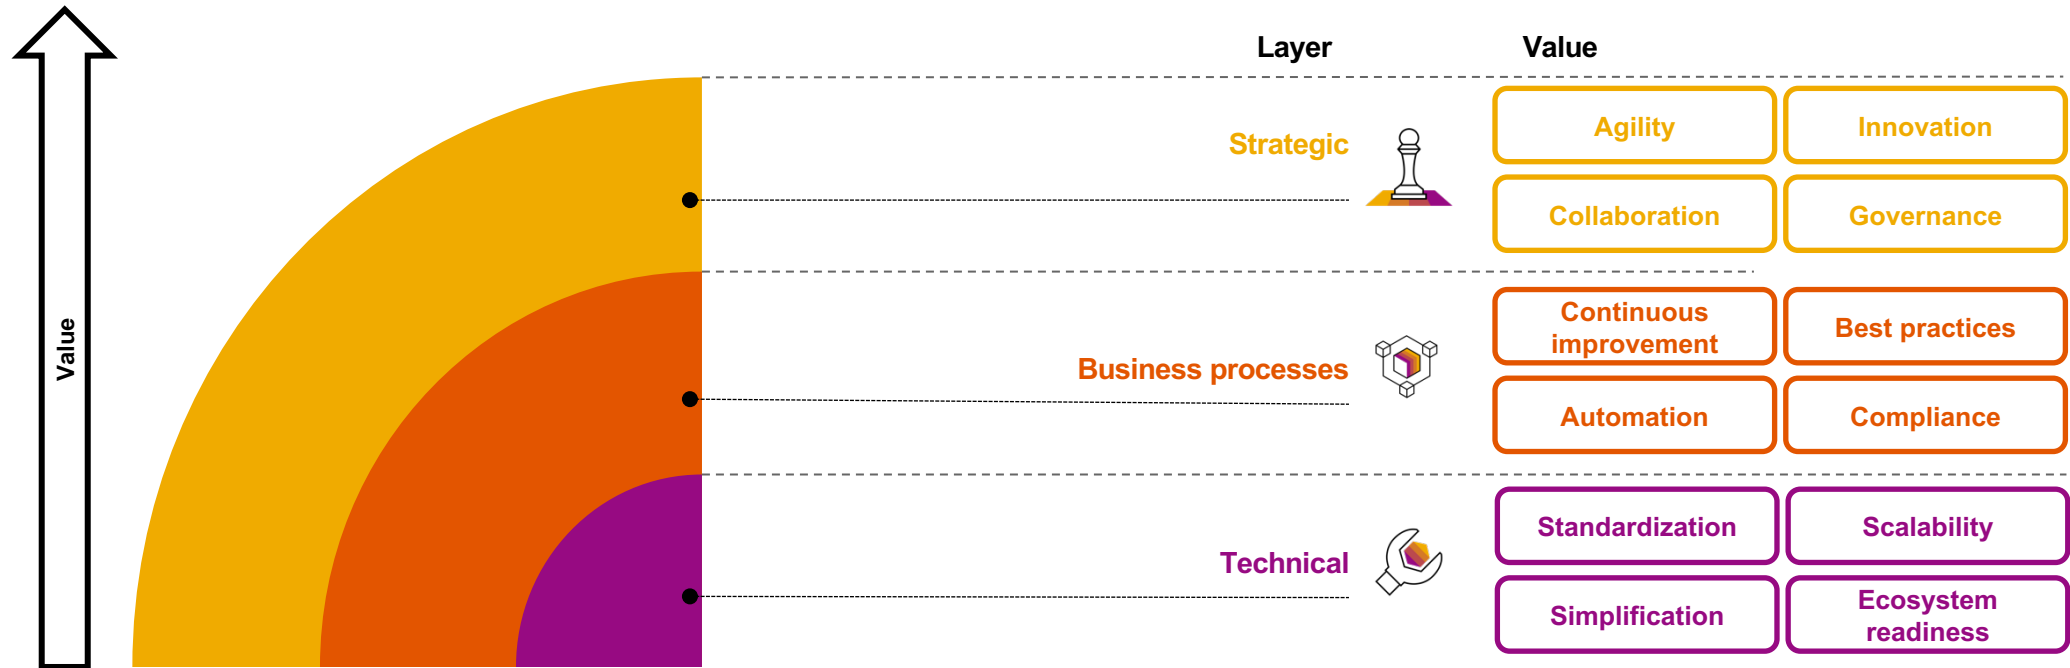 Layer
Value
Strategic
Agility
Innovation
Collaboration
Governance
Value
Business processes
Continuous
improvement
Best practices
Automation
Compliance
Technical
Standardization
Scalability
Simplification
Ecosystem
readiness